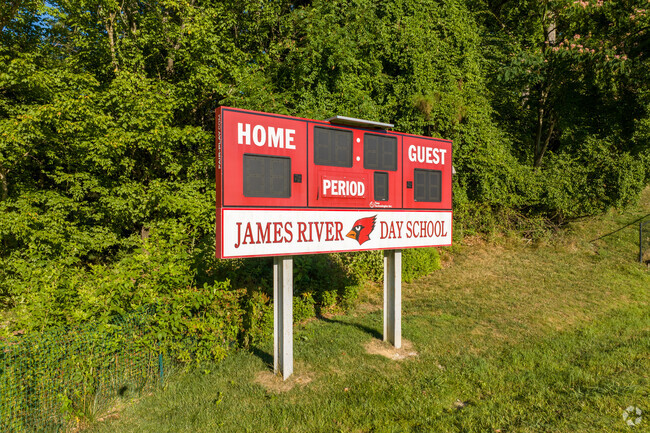 HOME
GUEST
PERIOD
JAMES RIVER DAY SCHOOL